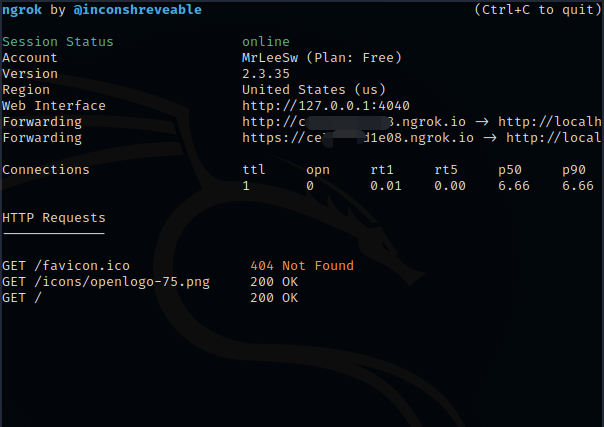 ngrok by @inconshreveable (Ctrl+C to quit)
Session Status online
Account MrLeeSw (Plan: Free)
Version 2.3.35
Region United States (us)
Web Interface http://127.0.0.1:4040
Forwarding http://c 8.ngrok.io -> http://localh
Forwarding https://ce d1e08.ngrok.io -> http://local
Connections ttl opn rt1 rt5 p50 p90
1 0 0.01 0.00 6.66 6.66
HTTP Requests
-------------
GET /favicon.ico 404 Not Found
GET /icons/openlogo-75.png 200 OK
GET / 200 OK